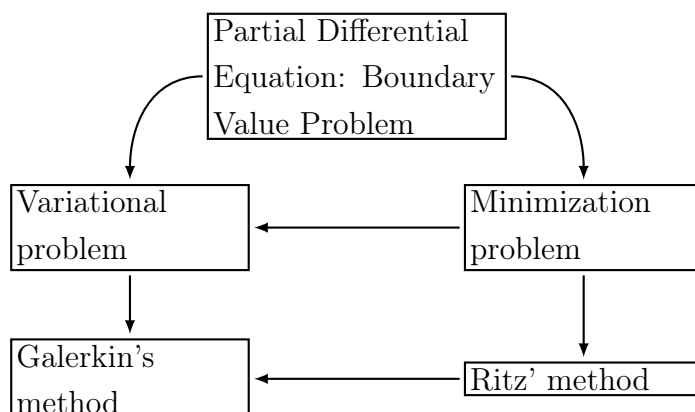 Partial Differential
Equation: Boundary
Value Problem
Variational
problem
Minimization
problem
Galerkin's
method
Ritz' method